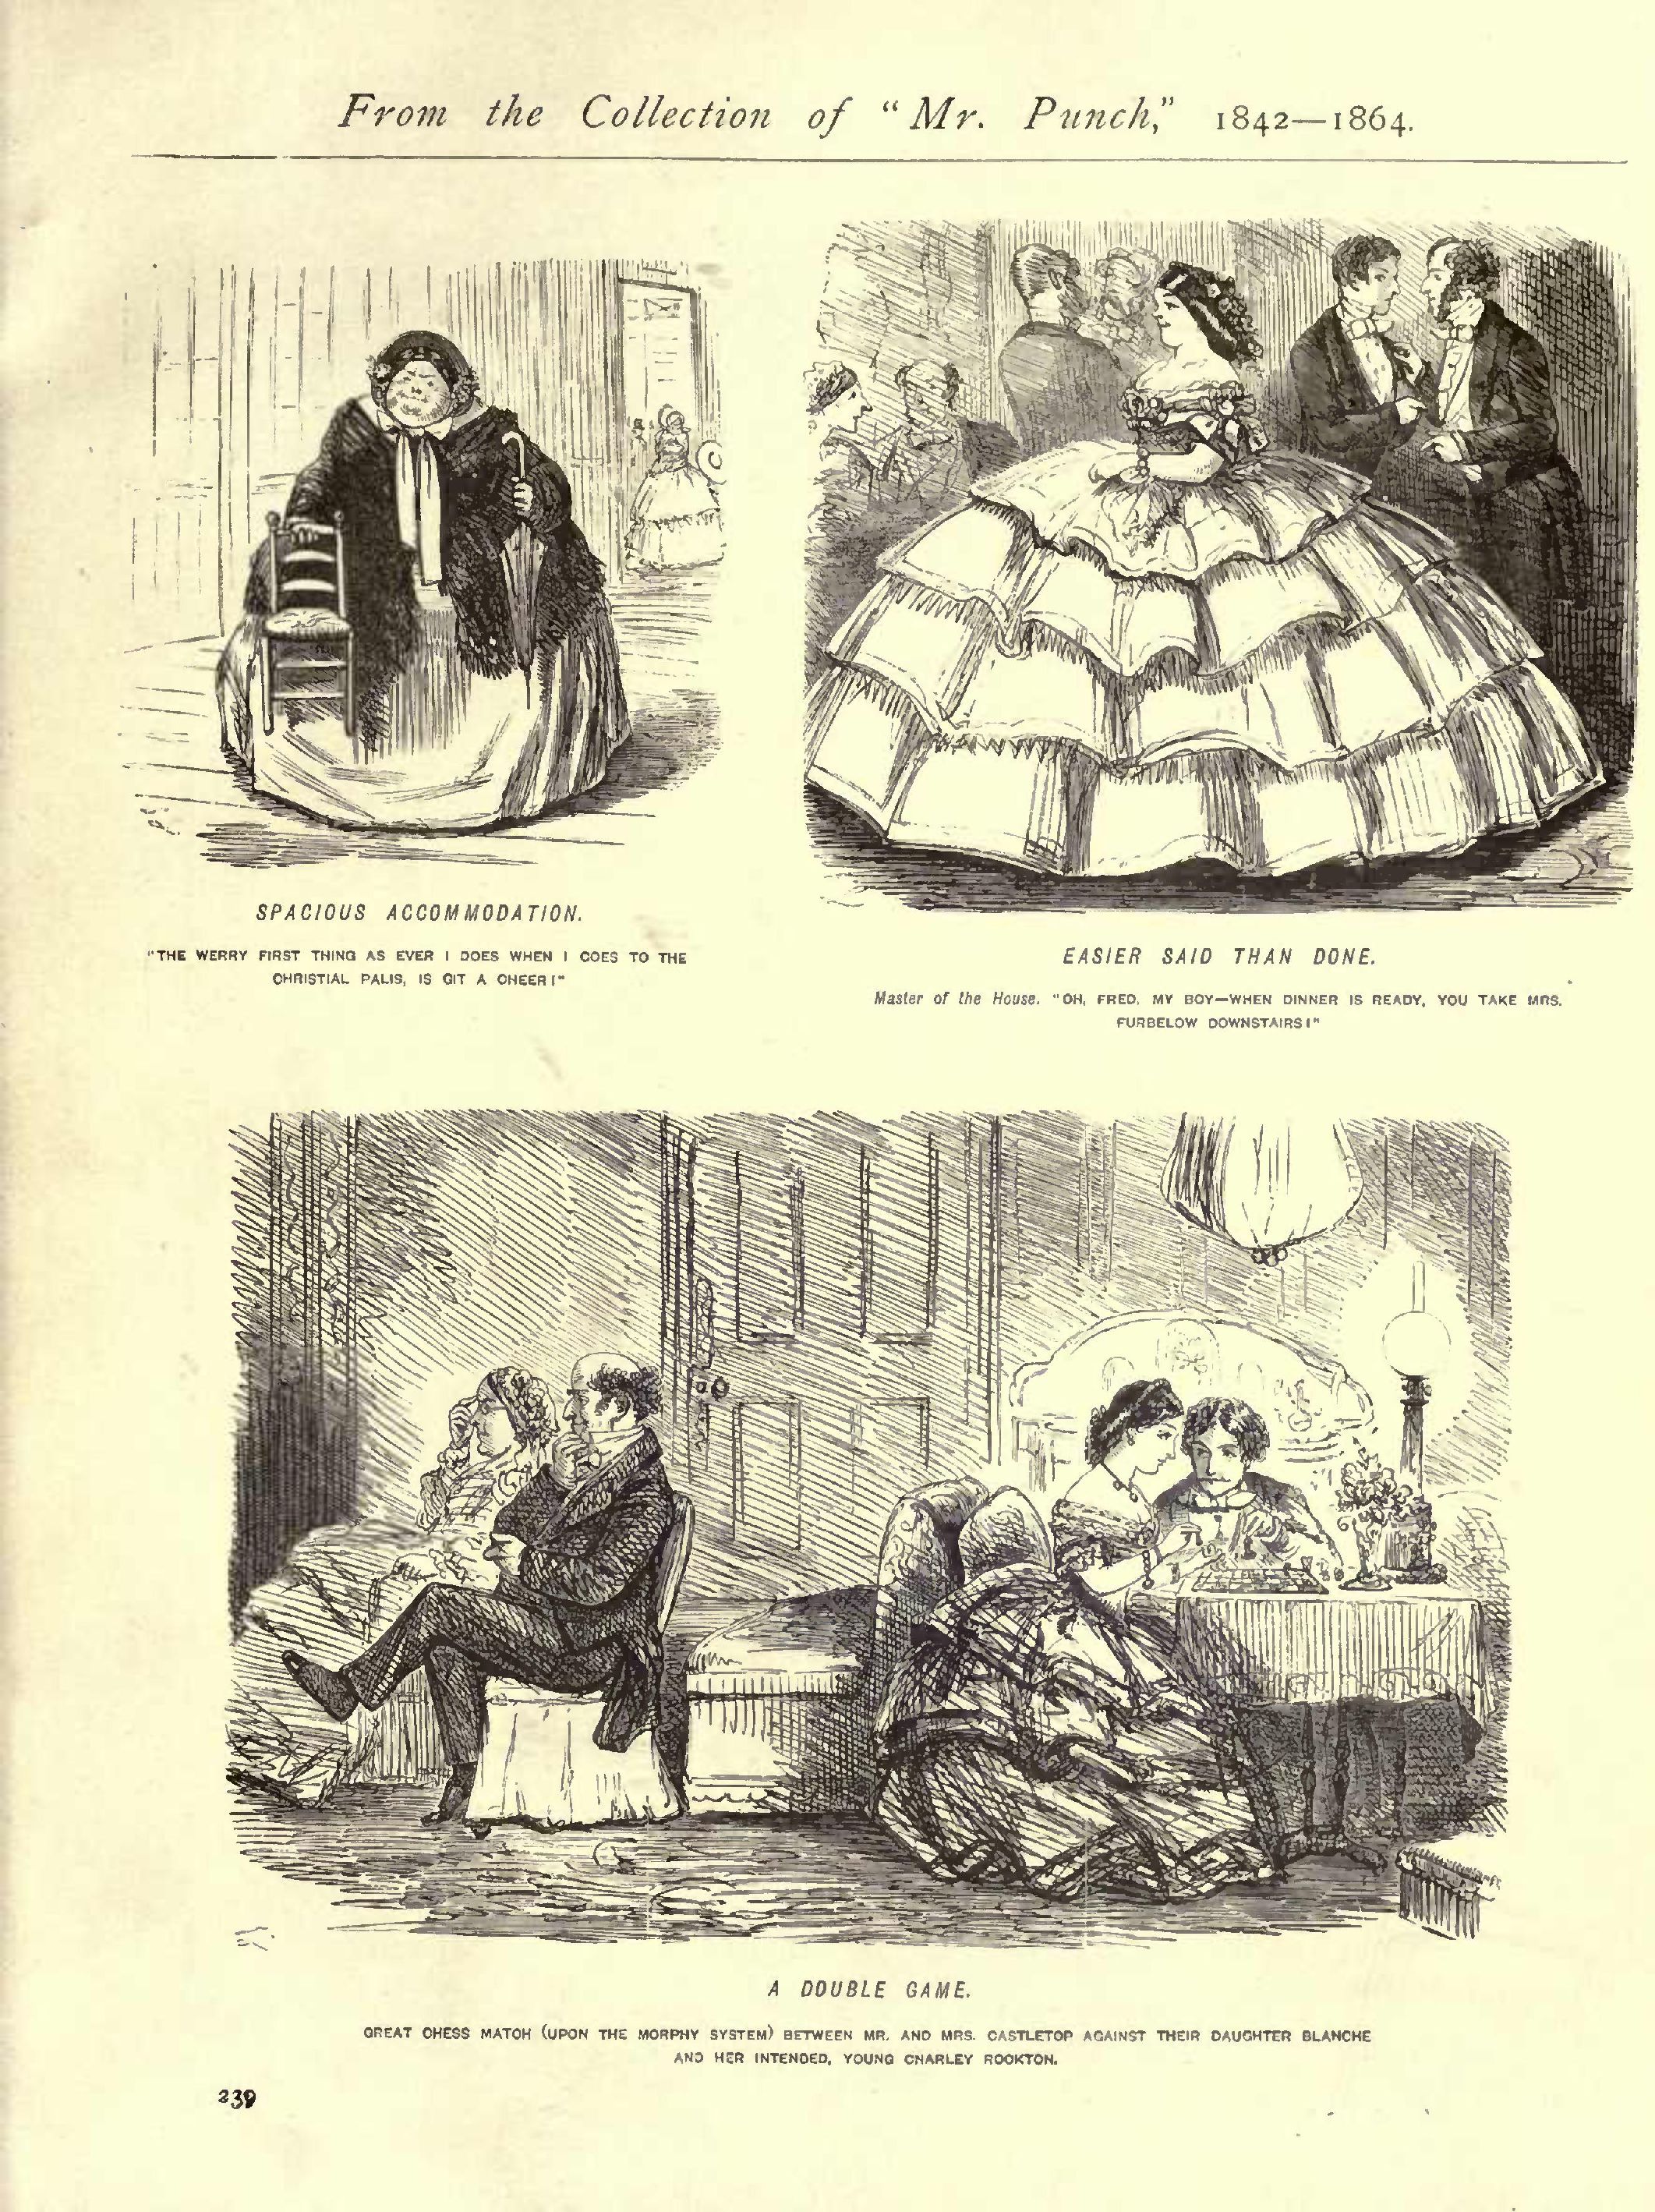 From the Collection of "Mr. Punch," 1842—1864.
SPACIOUS ACCOMMODATION.
"THE WERRY FIRST THING AS EVER I DOES WHEN I GOES TO THE
CHRISTIAL PALIS, IS GIT A CHEER!"
EASIER SAID THAN DONE.
Master of the House. "OH, FRED, MY BOY—WHEN DINNER IS READY, YOU TAKE MRS.
FURBELOW DOWNSTAIRS!"
A DOUBLE GAME.
GREAT CHESS MATCH (UPON THE MORPHY SYSTEM) BETWEEN MR. AND MRS. CASTLETOP AGAINST THEIR DAUGHTER BLANCHE
AND HER INTENDED, YOUNG CHARLEY ROOKTON.
239